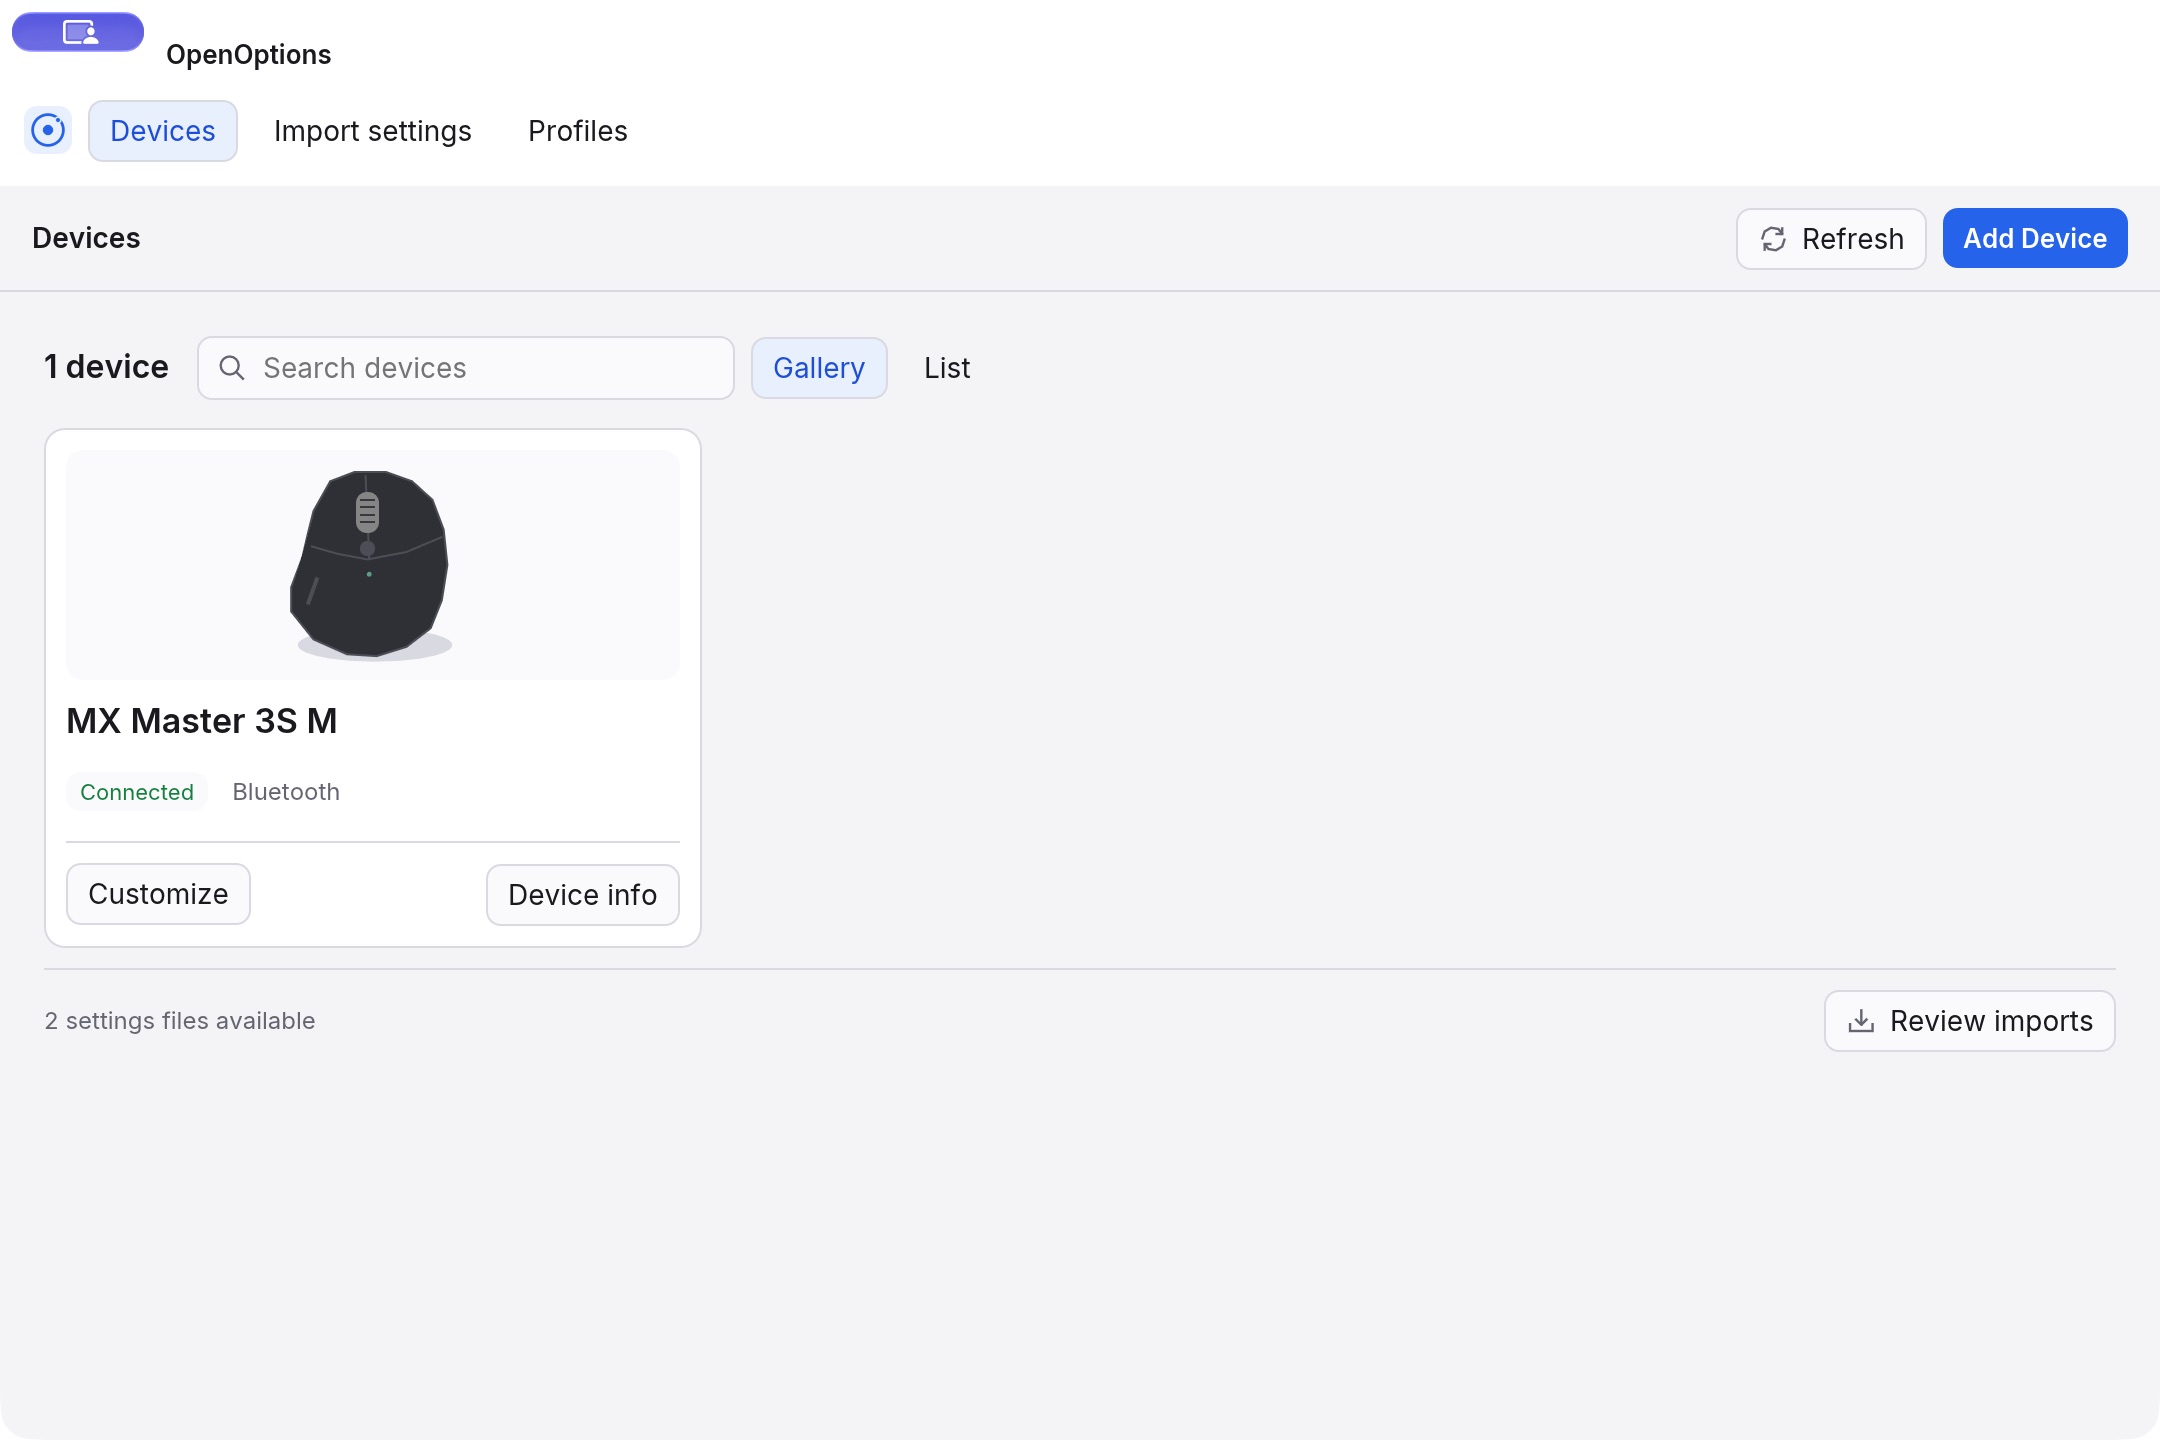 OpenOptions
Devices Import settings Profiles
Devices Refresh Add Device
1 device Search devices Gallery List
MX Master 3S M
Connected Bluetooth
Customize Device info
2 settings files available Review imports